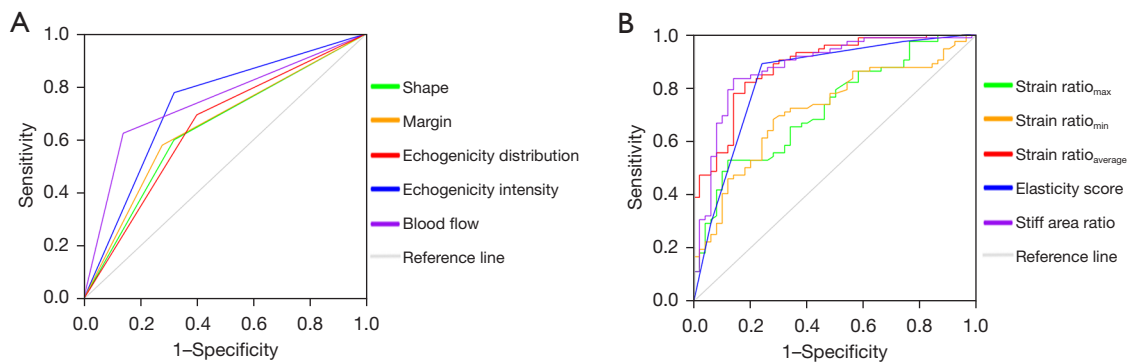 A
1.0
0.8
0.6
0.4
0.2
0.0
Sensitivity
0.0
0.2
0.4
0.6
0.8
1.0
1–Specificity
Shape
Margin
Echogenicity distribution
Echogenicity intensity
Blood flow
Reference line
B
1.0
0.8
0.6
0.4
0.2
0.0
Sensitivity
0.0
0.2
0.4
0.6
0.8
1.0
1–Specificity
Strain ratiomax
Strain ratiomin
Strain ratioaverage
Elasticity score
Stiff area ratio
Reference line